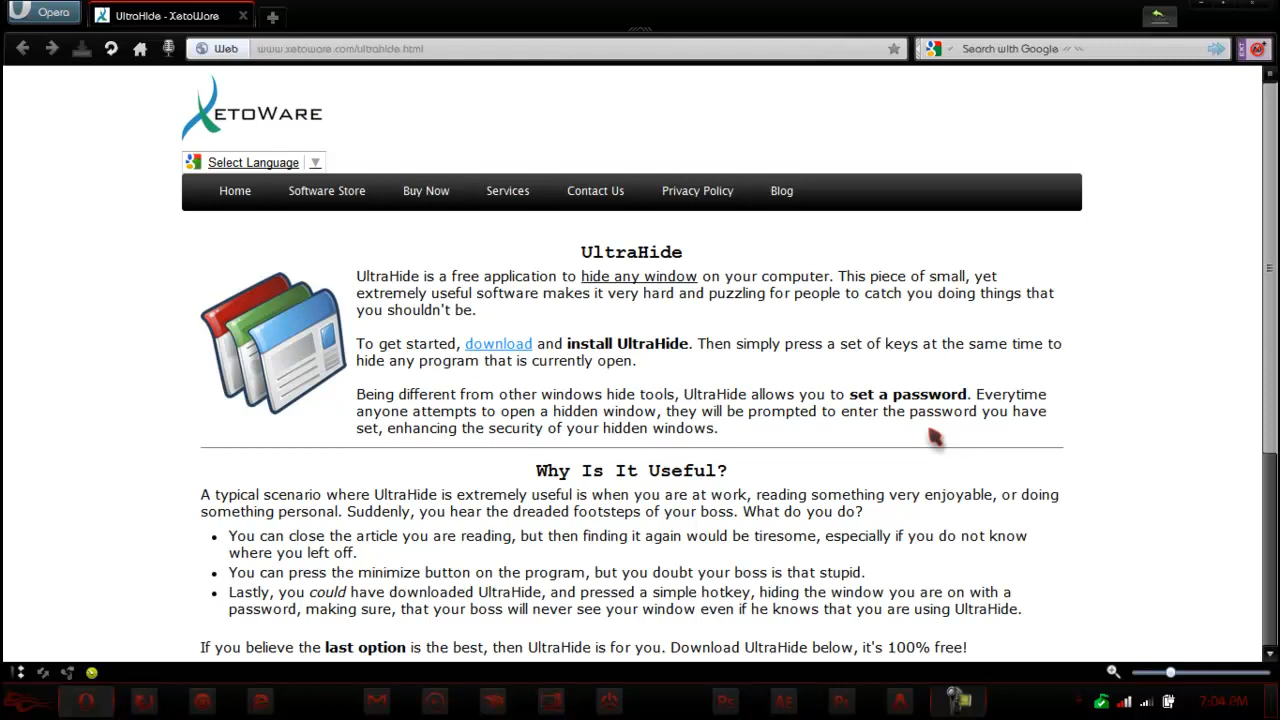 Opera
UltraHide - XetoWare
Web
www.xetoware.com/ultrahide.html
Search with Google
XETOWARE
Select Language
Home
Software Store
Buy Now
Services
Contact Us
Privacy Policy
Blog
UltraHide
UltraHide is a free application to hide any window on your computer. This piece of small, yet
extremely useful software makes it very hard and puzzling for people to catch you doing things that
you shouldn't be.
To get started, download and install UltraHide. Then simply press a set of keys at the same time to
hide any program that is currently open.
Being different from other windows hide tools, UltraHide allows you to set a password. Everytime
anyone attempts to open a hidden window, they will be prompted to enter the password you have
set, enhancing the security of your hidden windows.
Why Is It Useful?
A typical scenario where UltraHide is extremely useful is when you are at work, reading something very enjoyable, or doing
something personal. Suddenly, you hear the dreaded footsteps of your boss. What do you do?
• You can close the article you are reading, but then finding it again would be tiresome, especially if you do not know
where you left off.
• You can press the minimize button on the program, but you doubt your boss is that stupid.
• Lastly, you could have downloaded UltraHide, and pressed a simple hotkey, hiding the window you are on with a
password, making sure, that your boss will never see your window even if he knows that you are using UltraHide.
If you believe the last option is the best, then UltraHide is for you. Download UltraHide below, it's 100% free!
7:04 PM